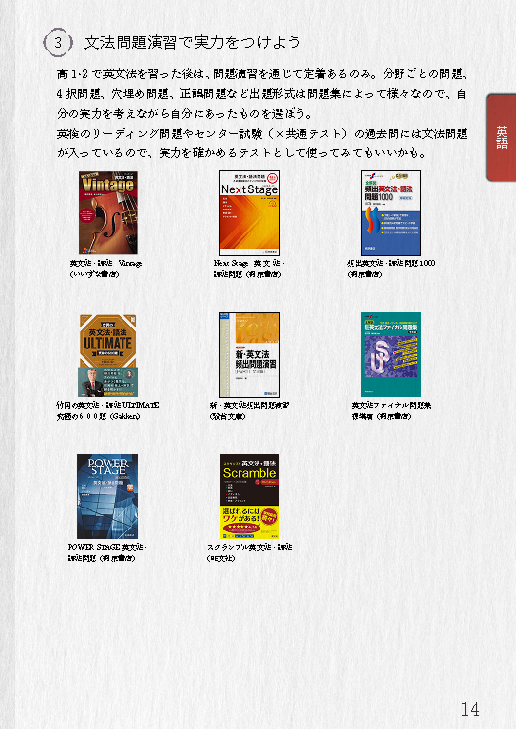 3 文法問題演習で実力をつけよう
高1・2で英文法を習った後は、問題演習を通じて定着あるのみ。分野ごとの問題、
4択問題、穴埋め問題、正誤問題など出題形式は問題集によって様々なので、自
分の実力を考えながら自分にあったものを選ぼう。
英検のリーディング問題やセンター試験（×共通テスト）の過去問には文法問題
が入っているので、実力を確かめるテストとして使ってみてもいいかも。
英語
Vintage
NextStage
頻出英文法・語法
問題1000
英文法・語法 Vintage
(いいずな書店)
Next Stage 英文法・
語法問題（桐原書店）
頻出英文法・語法問題1000
(桐原書店)
英文法・語法
ULTIMATE
新・英文法
頻出問題演習
英文法ファイナル問題集
竹岡の英文法・語法ULTIMATE
究極の６００題（Gakken）
新・英文法頻出問題演習
(駿台文庫)
英文法ファイナル問題集
標準編（桐原書店）
POWER
STAGE
英文法・語法
Scramble
選ばれるには
ワケがある!
POWER STAGE 英文法・
語法問題（桐原書店）
スクランブル英文法・語法
(旺文社)
14